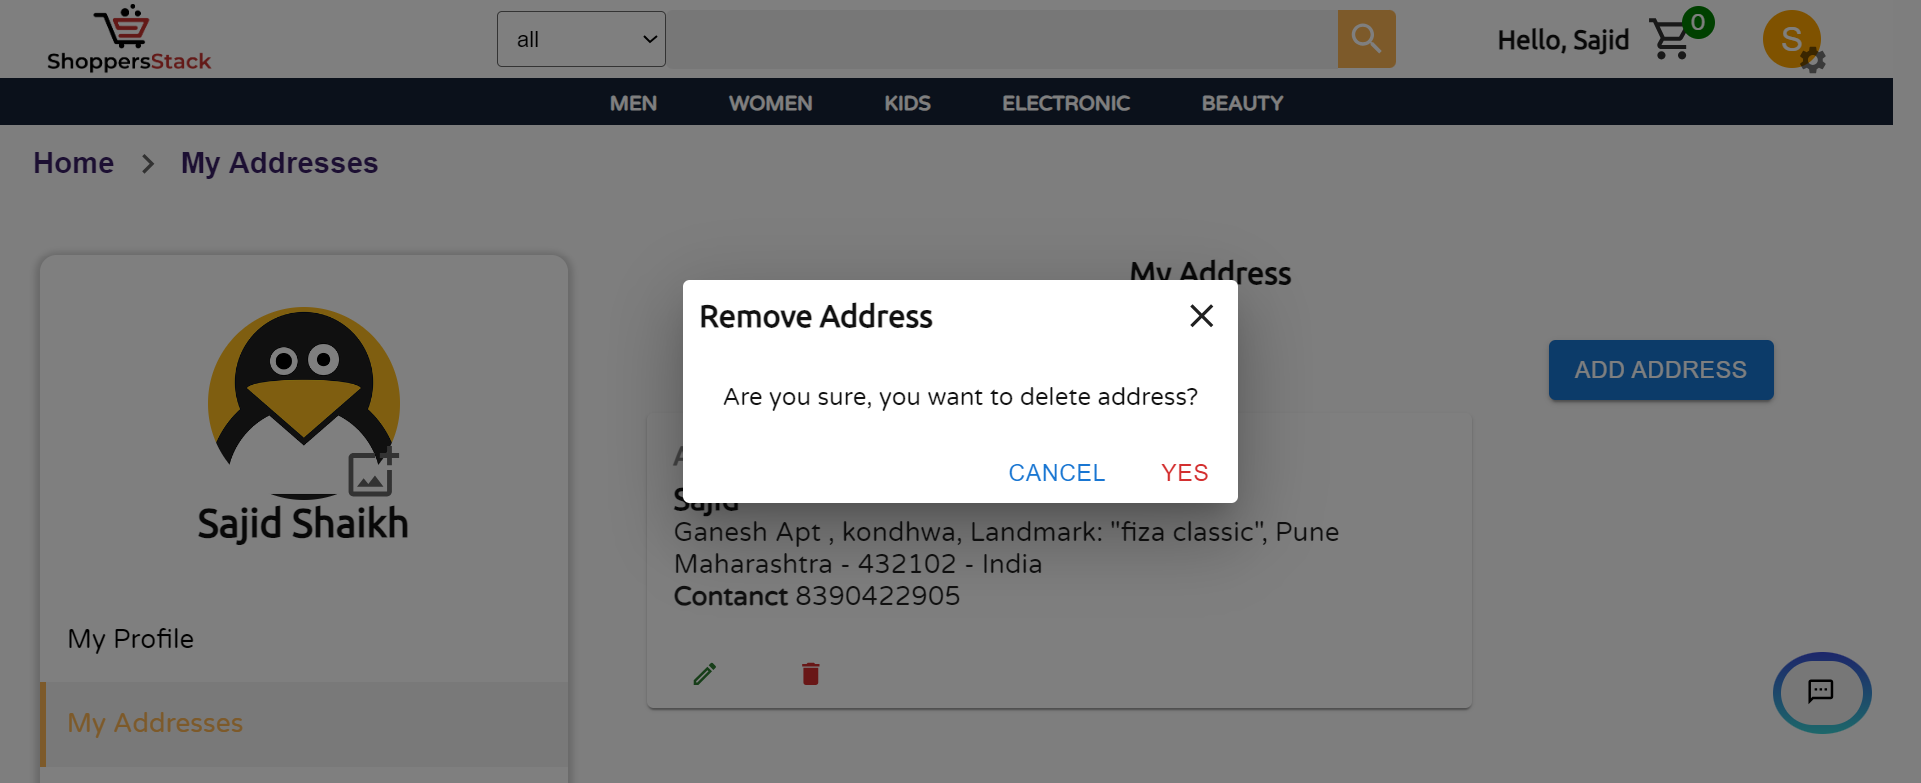 ShoppersStack
all
Hello, Sajid
0
S
MEN WOMEN KIDS ELECTRONIC BEAUTY
Home > My Addresses
My Address
Remove Address
ADD ADDRESS
Are you sure, you want to delete address?
CANCEL YES
Sajid
Ganesh Apt , kondhwa, Landmark: "fiza classic", Pune
Maharashtra - 432102 - India
Contanct 8390422905
Sajid Shaikh
My Profile
My Addresses